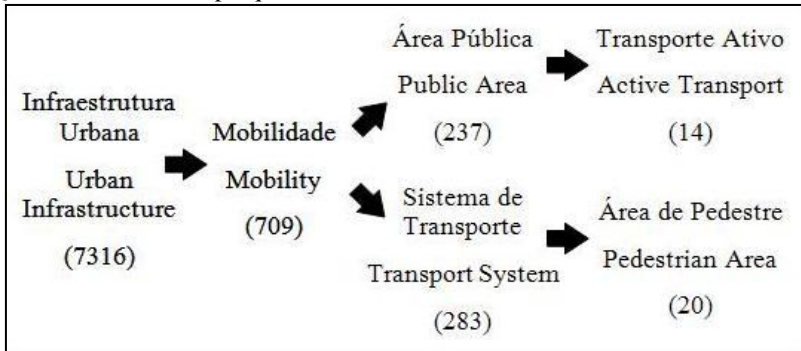 Infraestrutura
Urbana
Urban
Infrastructure
(7316)
Mobilidade
Mobility
(709)
Área Pública
Public Area
(237)
Transporte Ativo
Active Transport
(14)
Sistema de
Transporte
Transport System
(283)
Área de Pedestre
Pedestrian Area
(20)